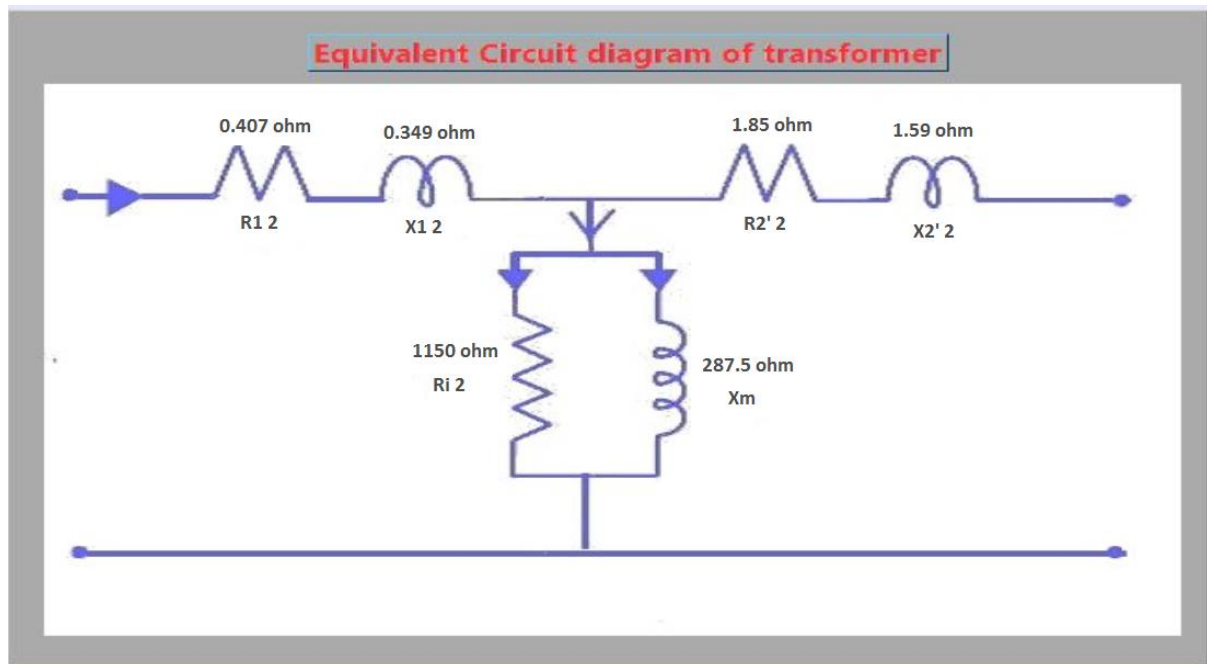 Equivalent Circuit diagram of transformer
0.407 ohm
0.349 ohm
1.85 ohm
1.59 ohm
R1 2
X1 2
R2' 2
X2' 2
1150 ohm
Ri 2
287.5 ohm
Xm